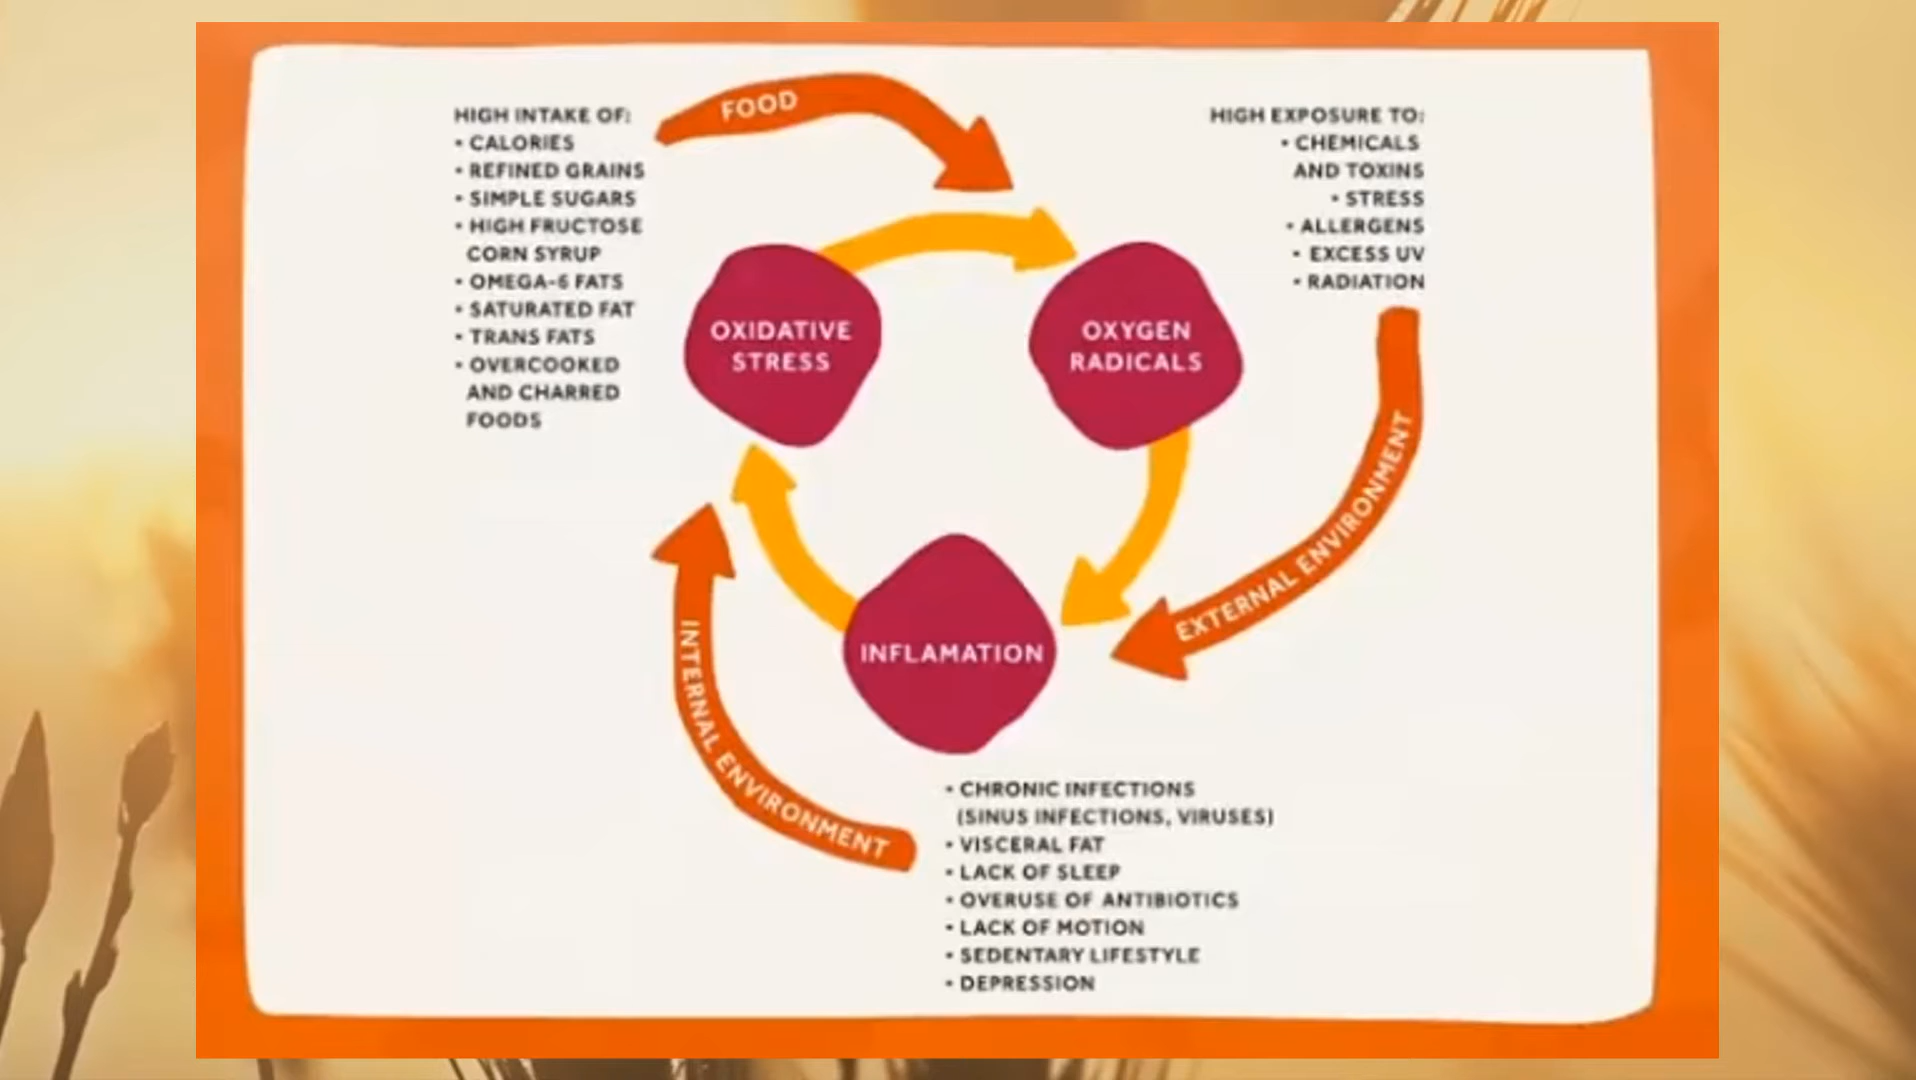 FOOD
HIGH INTAKE OF:
• CALORIES
• REFINED GRAINS
• SIMPLE SUGARS
• HIGH FRUCTOSE
CORN SYRUP
• OMEGA-6 FATS
• SATURATED FAT
• TRANS FATS
• OVERCOOKED
AND CHARRED
FOODS
HIGH EXPOSURE TO:
• CHEMICALS
AND TOXINS
• STRESS
• ALLERGENS
• EXCESS UV
• RADIATION
OXIDATIVE
STRESS
OXYGEN
RADICALS
EXTERNAL ENVIRONMENT
INFLAMATION
INTERNAL ENVIRONMENT
• CHRONIC INFECTIONS
(SINUS INFECTIONS, VIRUSES)
• VISCERAL FAT
• LACK OF SLEEP
• OVERUSE OF ANTIBIOTICS
• LACK OF MOTION
• SEDENTARY LIFESTYLE
• DEPRESSION